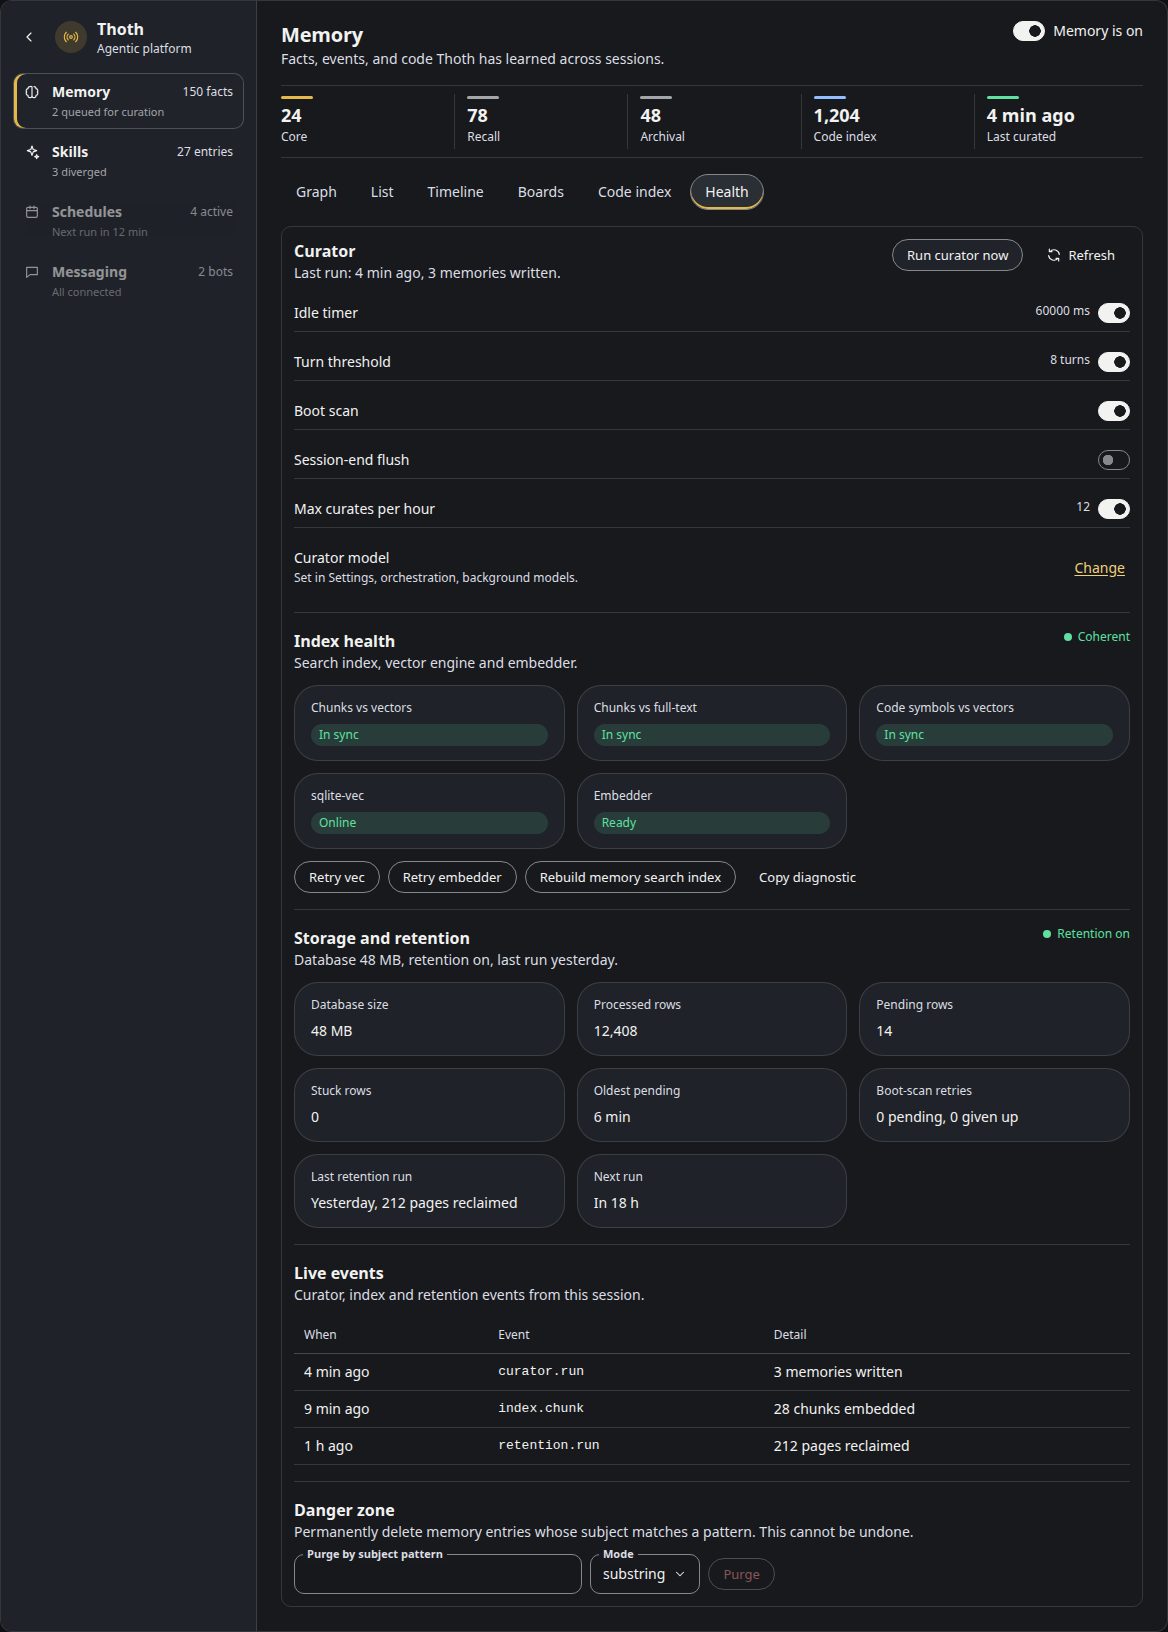 Thoth
Agentic platform
Memory
150 facts
2 queued for curation
Skills
27 entries
3 diverged
Schedules
4 active
Next run in 12 min
Messaging
2 bots
All connected
Memory
Memory is on
Facts, events, and code Thoth has learned across sessions.
24
Core
78
Recall
48
Archival
1,204
Code index
4 min ago
Last curated
Graph
List
Timeline
Boards
Code index
Health
Curator
Last run: 4 min ago, 3 memories written.
Run curator now
Refresh
Idle timer
60000 ms
Turn threshold
8 turns
Boot scan
Session-end flush
Max curates per hour
12
Curator model
Set in Settings, orchestration, background models.
Change
Index health
Coherent
Search index, vector engine and embedder.
Chunks vs vectors
In sync
Chunks vs full-text
In sync
Code symbols vs vectors
In sync
sqlite-vec
Online
Embedder
Ready
Retry vec
Retry embedder
Rebuild memory search index
Copy diagnostic
Storage and retention
Retention on
Database 48 MB, retention on, last run yesterday.
Database size
48 MB
Processed rows
12,408
Pending rows
14
Stuck rows
0
Oldest pending
6 min
Boot-scan retries
0 pending, 0 given up
Last retention run
Yesterday, 212 pages reclaimed
Next run
In 18 h
Live events
Curator, index and retention events from this session.
When
Event
Detail
4 min ago
curator.run
3 memories written
9 min ago
index.chunk
28 chunks embedded
1 h ago
retention.run
212 pages reclaimed
Danger zone
Permanently delete memory entries whose subject matches a pattern. This cannot be undone.
Purge by subject pattern
Mode
substring
Purge